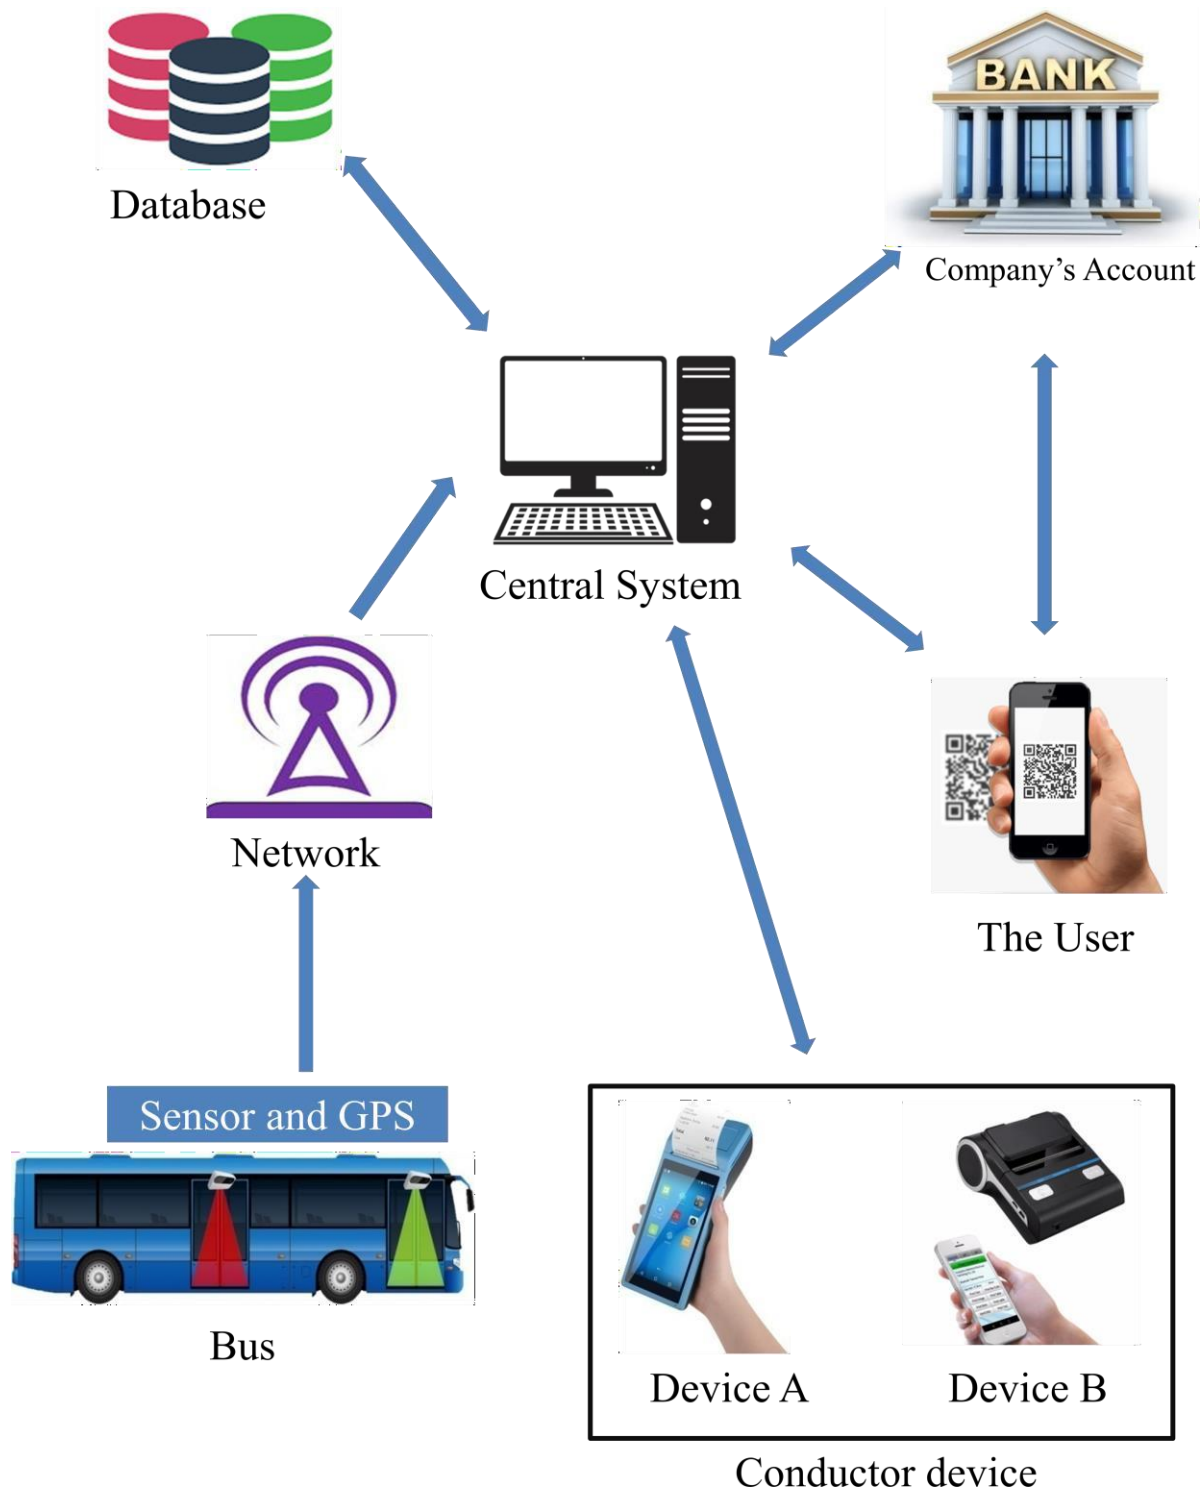 BANK
Database
Company’s Account
Central System
Network
The User
Sensor and GPS
Bus
Device A
Device B
Conductor device